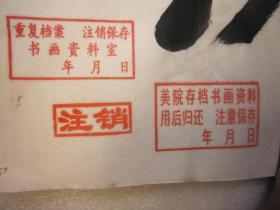 重复档案 注销保存
书画资料室
年 月 日
注销
美院存档书画资料
用后归还 注意保存
年 月 日